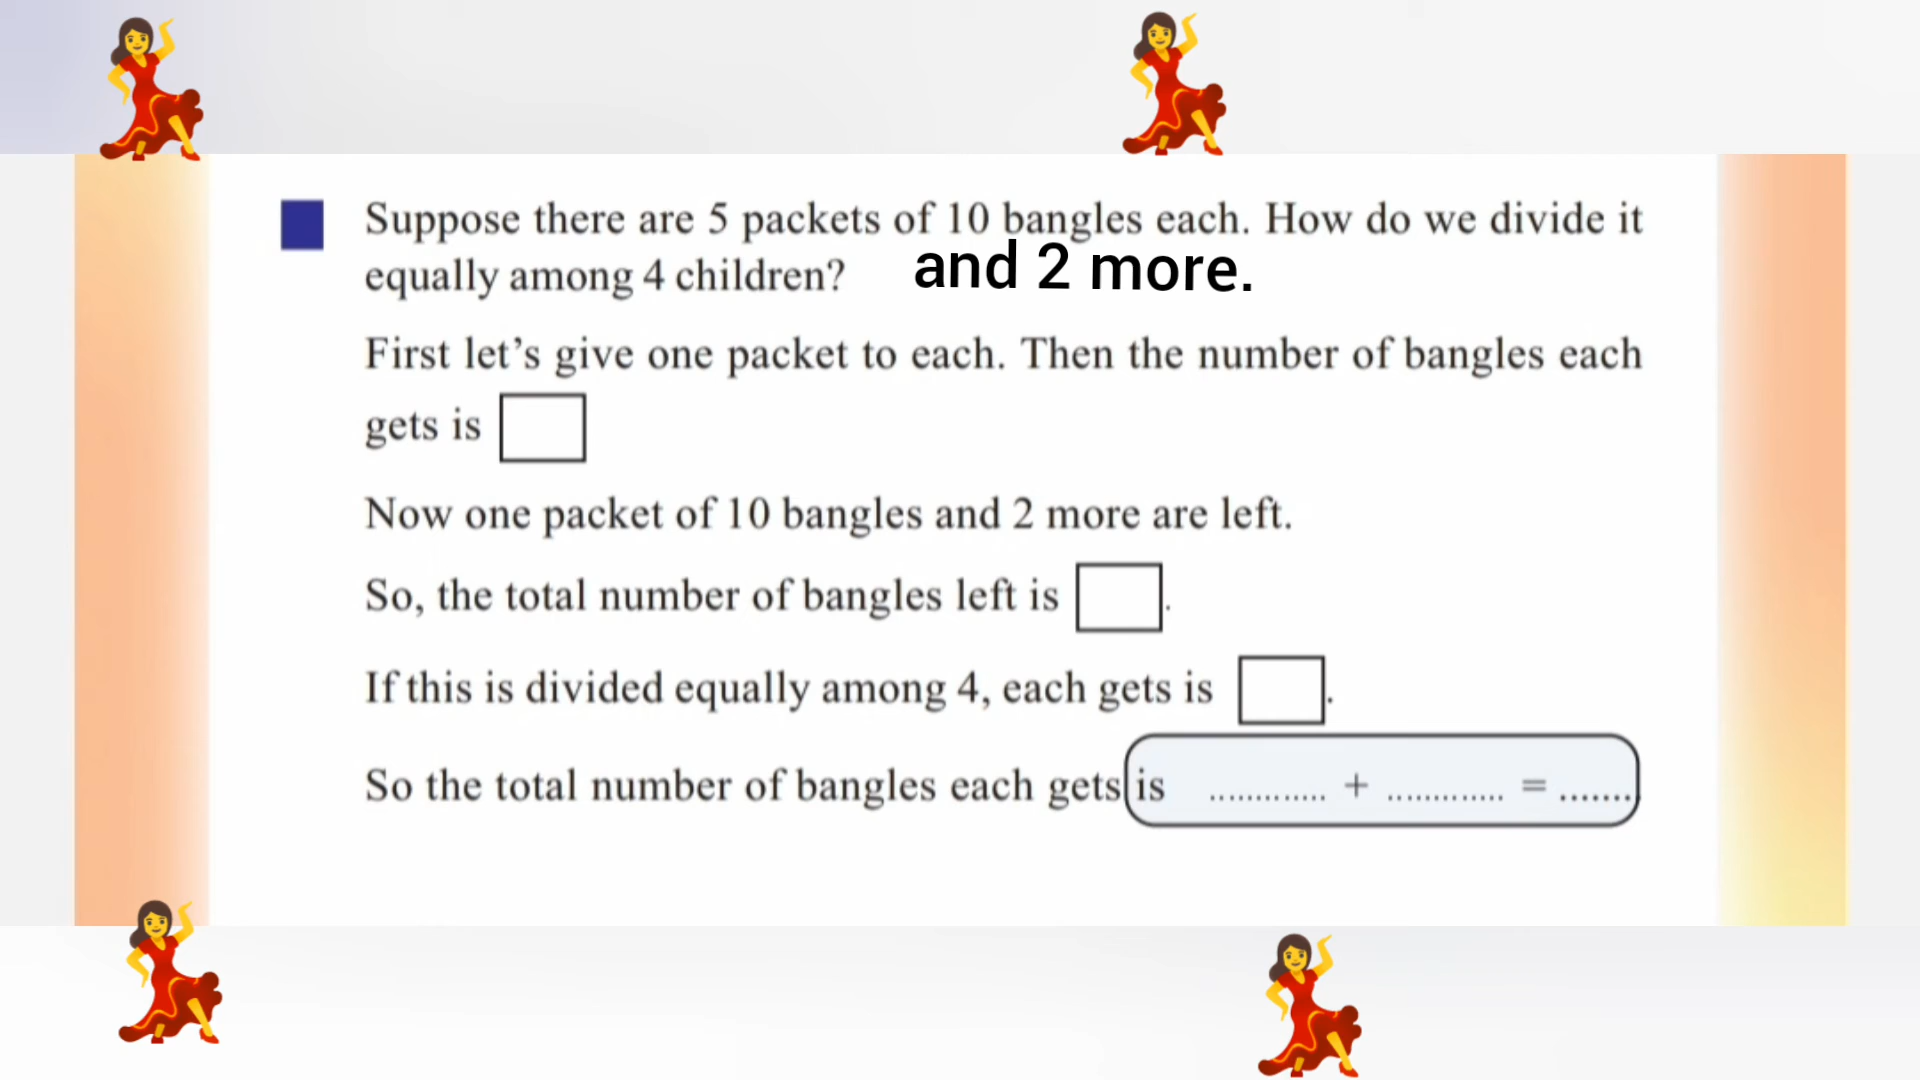 Suppose there are 5 packets of 10 bangles each. How do we divide it
equally among 4 children? and 2 more.
First let's give one packet to each. Then the number of bangles each
gets is
Now one packet of 10 bangles and 2 more are left.
So, the total number of bangles left is .
If this is divided equally among 4, each gets is .
So the total number of bangles each gets is ............. + ............. = ........